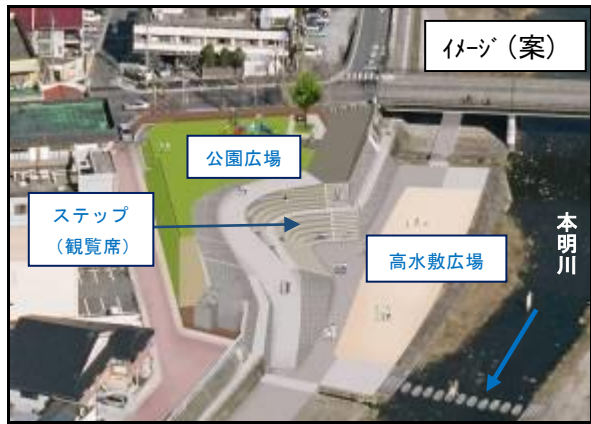 ｲﾒｰｼﾞ（案）
公園広場
ステップ
（観覧席）
高水敷広場
本明川